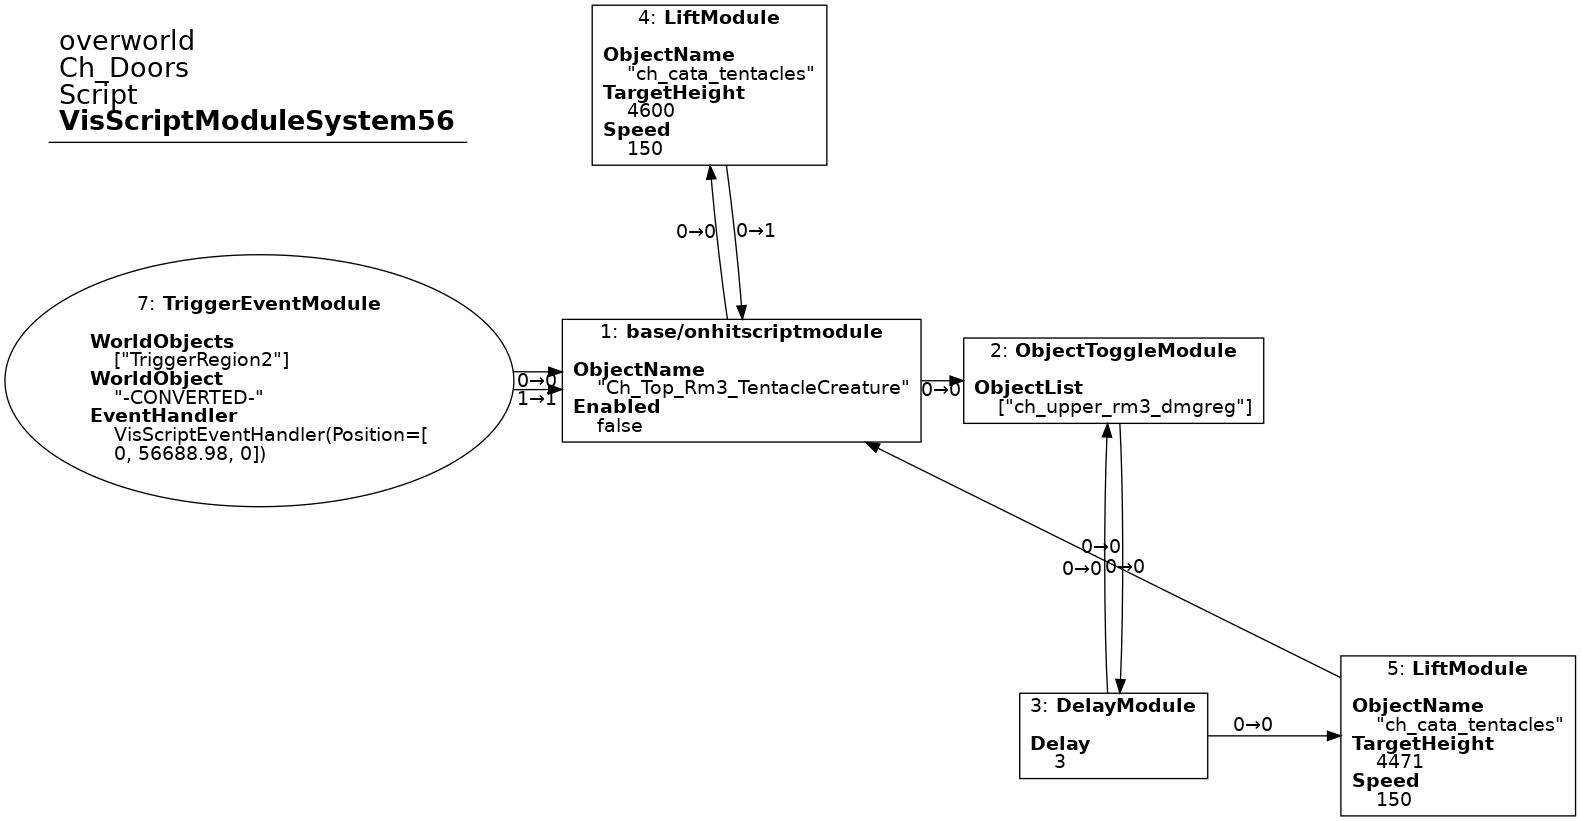 overworld
Ch_Doors
Script
VisScriptModuleSystem56
4: LiftModule
ObjectName
"ch_cata_tentacles"
TargetHeight
4600
Speed
150
0→0
0→1
7: TriggerEventModule
WorldObjects
["TriggerRegion2"]
WorldObject
"-CONVERTED-"
EventHandler
VisScriptEventHandler(Position=[
0, 56688.98, 0])
0→0
1→1
1: base/onhitscriptmodule
ObjectName
"Ch_Top_Rm3_TentacleCreature"
Enabled
false
0→0
2: ObjectToggleModule
ObjectList
["ch_upper_rm3_dmgreg"]
0→0
0→0
0→0
3: DelayModule
Delay
3
0→0
5: LiftModule
ObjectName
"ch_cata_tentacles"
TargetHeight
4471
Speed
150